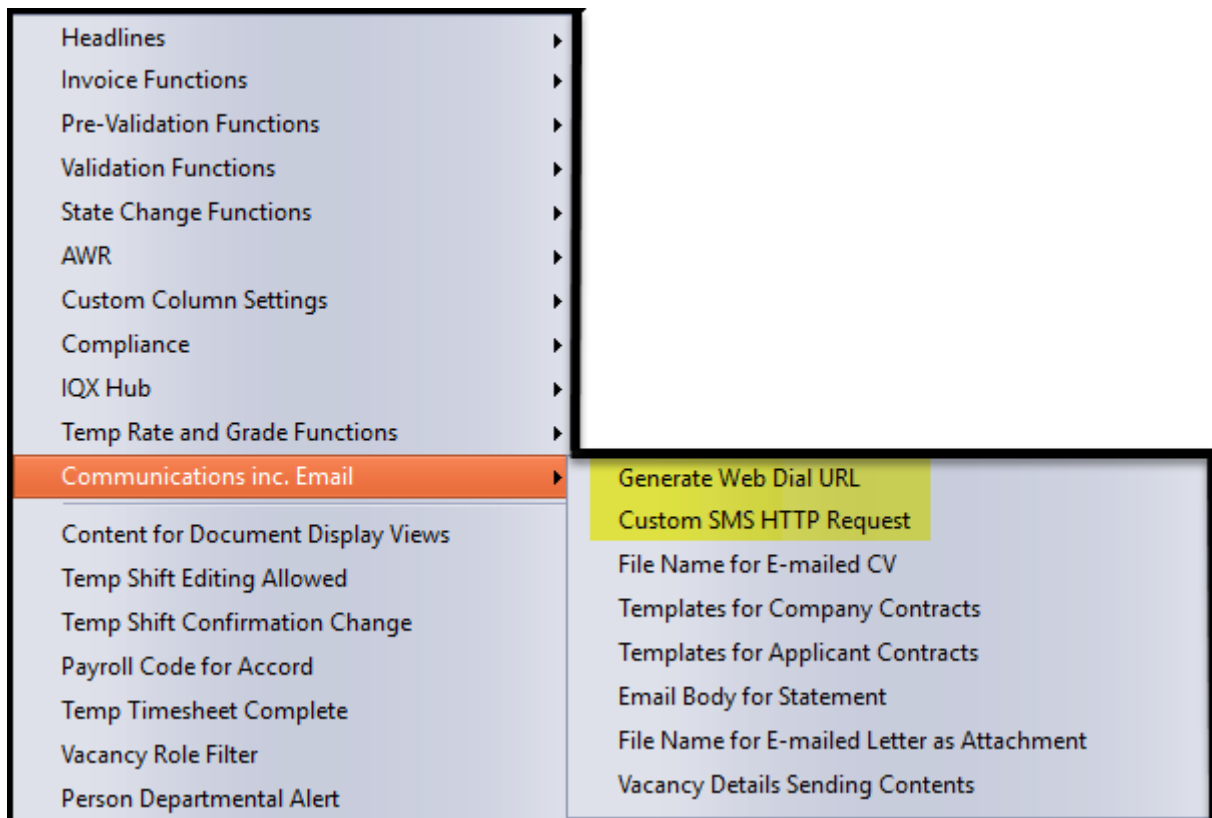 Headlines
Invoice Functions
Pre-Validation Functions
Validation Functions
State Change Functions
AWR
Custom Column Settings
Compliance
IQX Hub
Temp Rate and Grade Functions
Communications inc. Email
Content for Document Display Views
Temp Shift Editing Allowed
Temp Shift Confirmation Change
Payroll Code for Accord
Temp Timesheet Complete
Vacancy Role Filter
Person Departmental Alert
Generate Web Dial URL
Custom SMS HTTP Request
File Name for E-mailed CV
Templates for Company Contracts
Templates for Applicant Contracts
Email Body for Statement
File Name for E-mailed Letter as Attachment
Vacancy Details Sending Contents